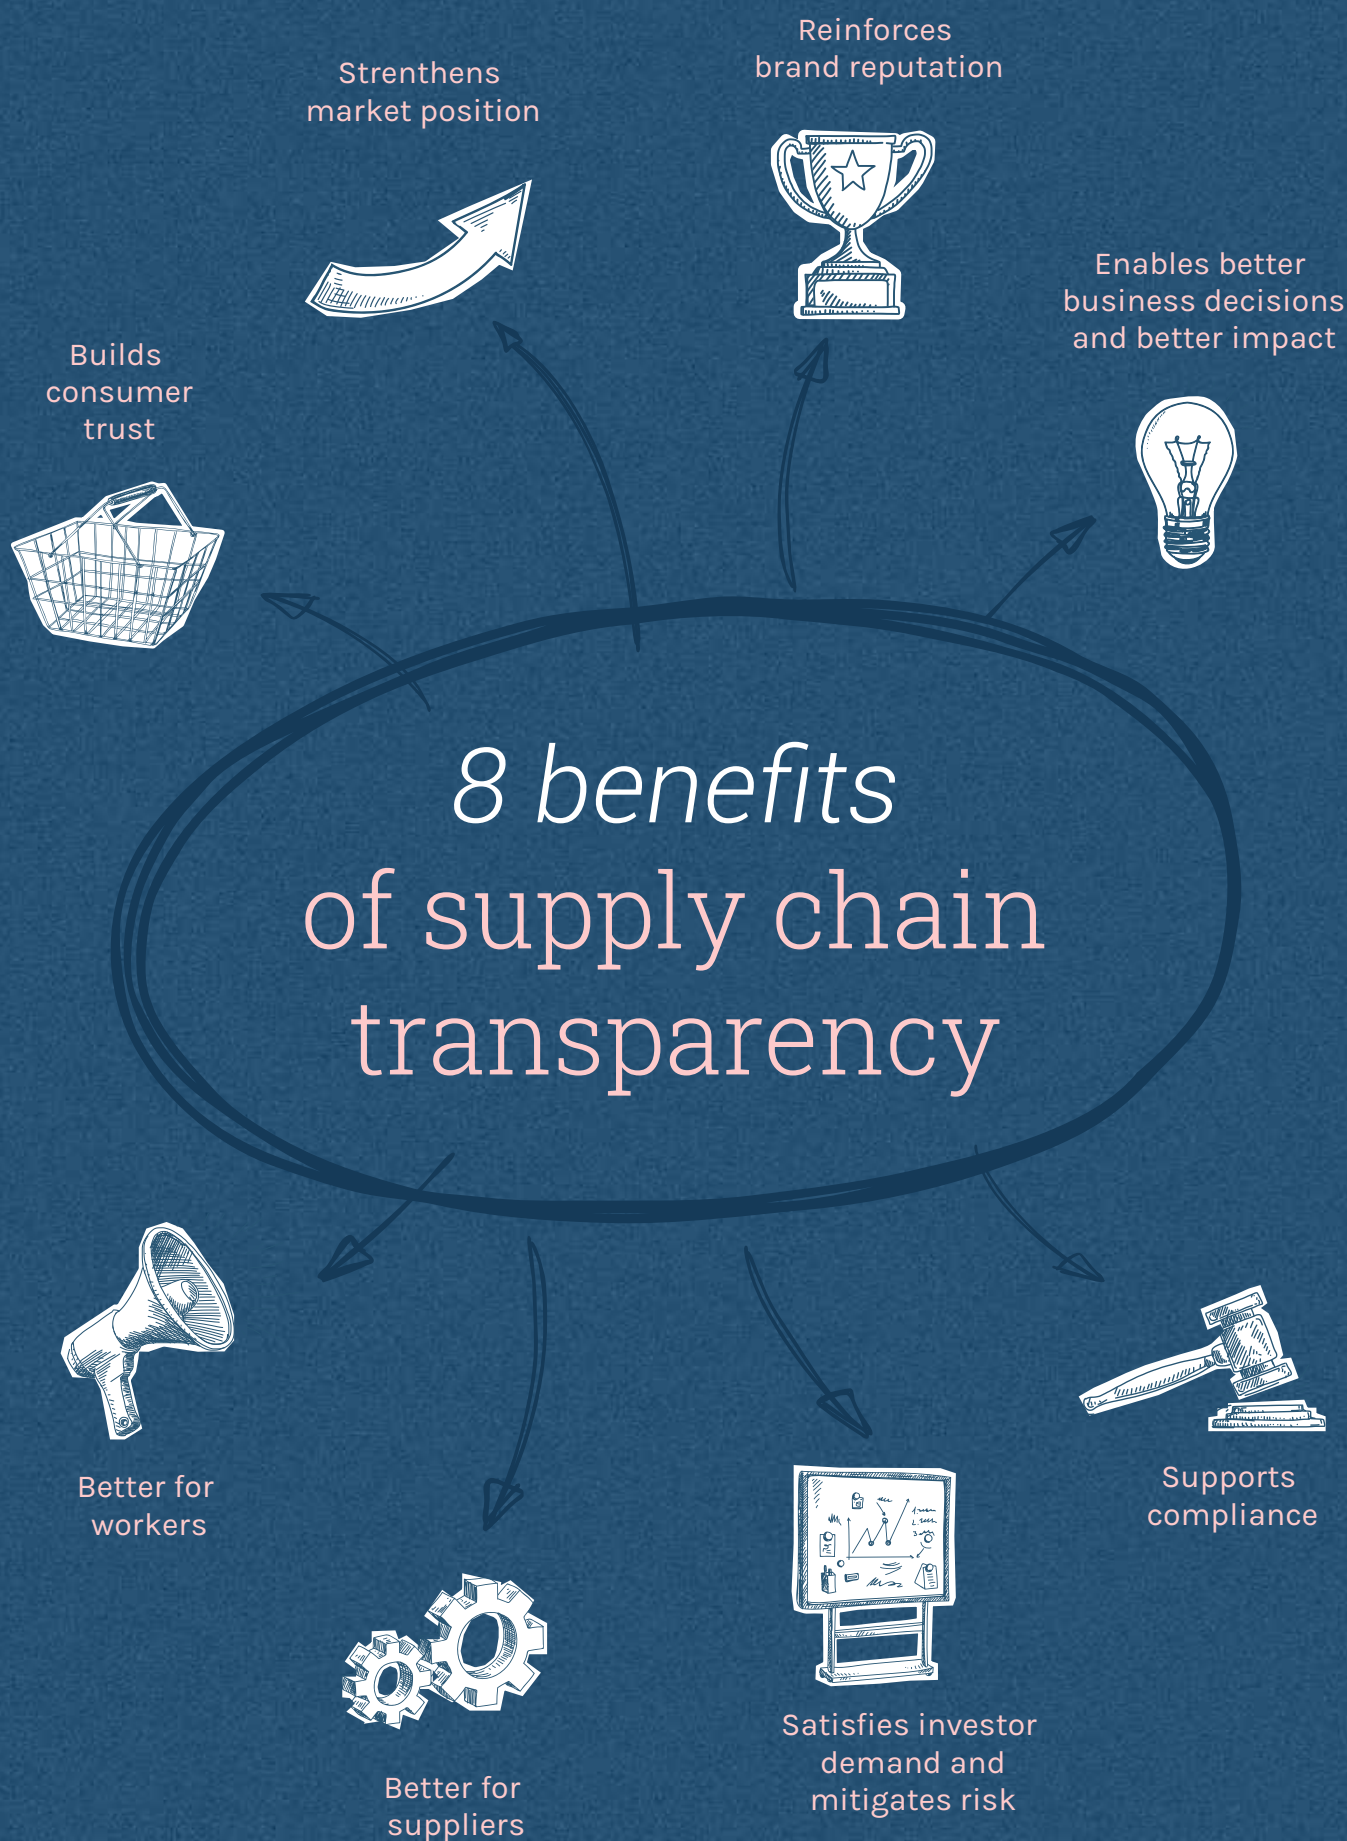 Reinforces
brand reputation
Strenthens
market position
Enables better
business decisions
and better impact
Builds
consumer
trust
8 benefits
of supply chain
transparency
Better for
workers
Supports
compliance
Satisfies investor
demand and
mitigates risk
Better for
suppliers